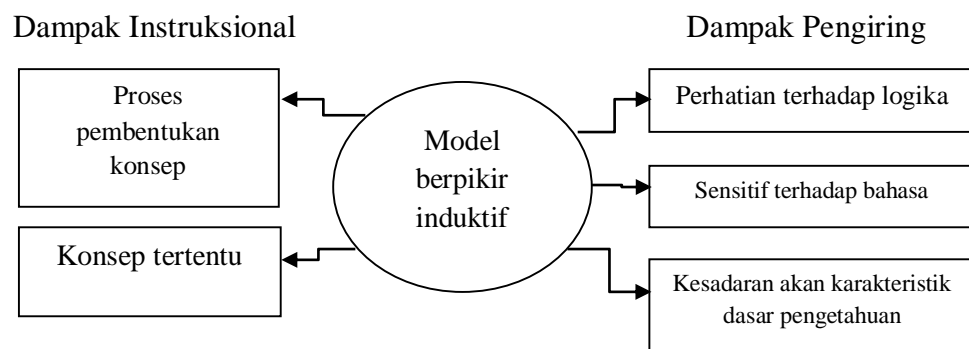 Dampak Instruksional
Dampak Pengiring
Proses
pembentukan
konsep
Konsep tertentu
Model
berpikir
induktif
Perhatian terhadap logika
Sensitif terhadap bahasa
Kesadaran akan karakteristik
dasar pengetahuan